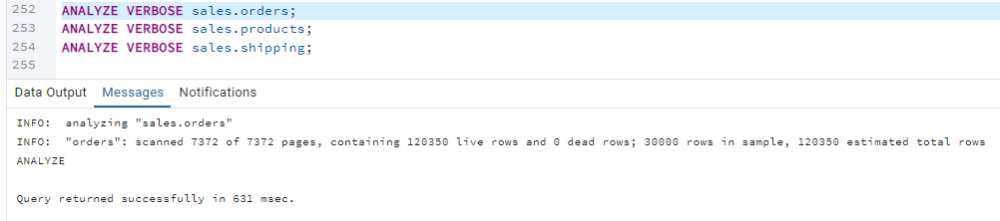 252 ANALYZE VERBOSE sales.orders;
253 ANALYZE VERBOSE sales.products;
254 ANALYZE VERBOSE sales.shipping;
255
Data Output Messages Notifications
INFO:  analyzing "sales.orders"
INFO:  "orders": scanned 7372 of 7372 pages, containing 120350 live rows and 0 dead rows; 30000 rows in sample, 120350 estimated total rows
ANALYZE
Query returned successfully in 631 msec.